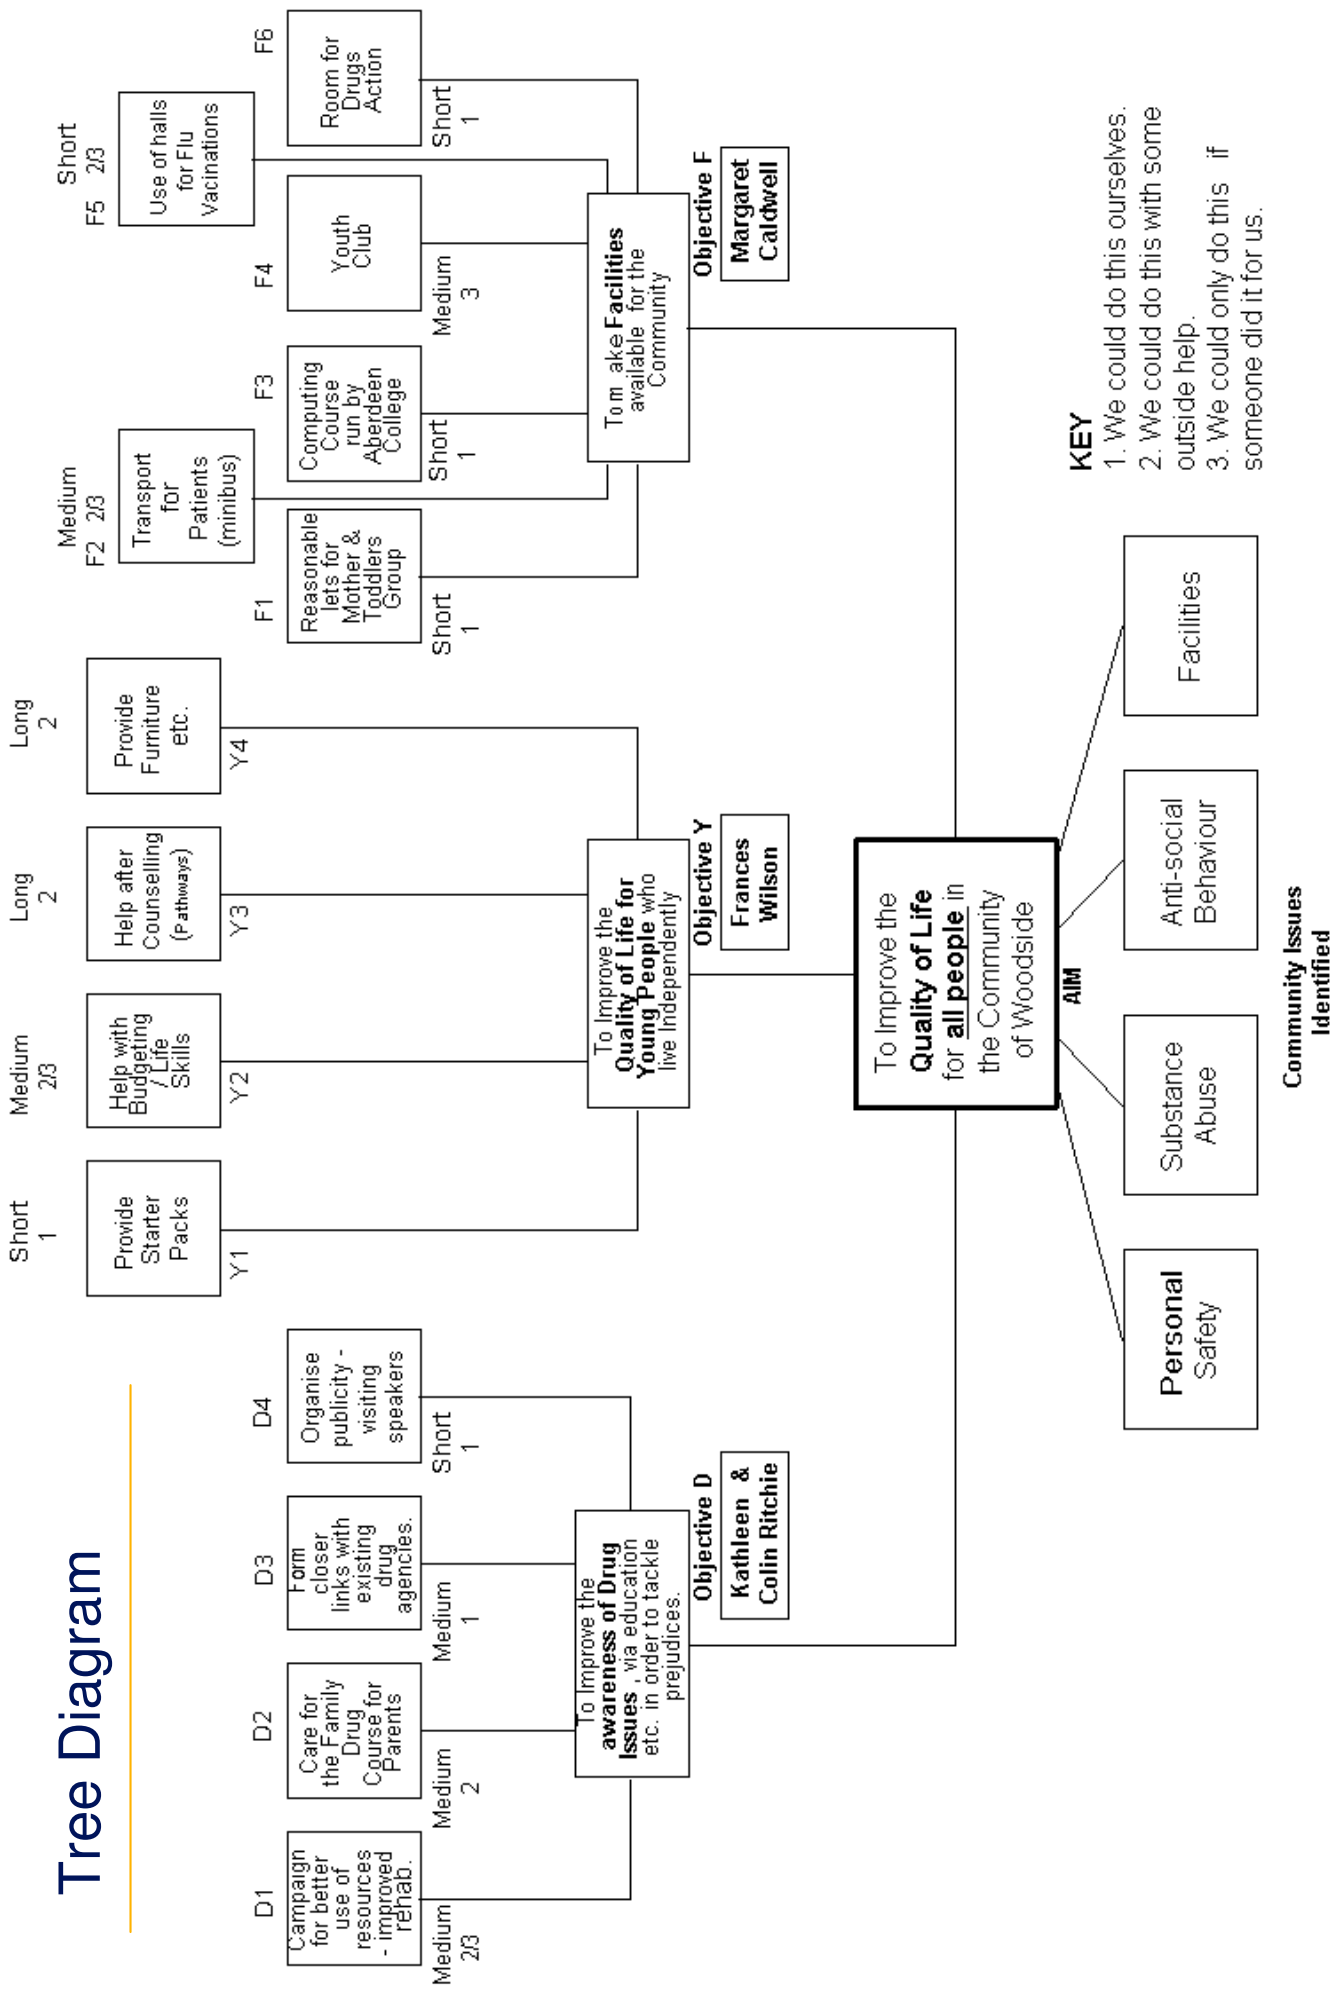 Tree Diagram
D1
Campaign
for better
use of
resources
- improved
rehab.
Medium
2/3
D2
Care for
the Family
Drug
Course for
Parents
Medium
2
D3
Form
closer
links with
existing
drug
agencies.
Medium
1
D4
Organise
publicity -
visiting
speakers
Short
1
To Improve the
awareness of Drug
Issues , via education
etc. in order to tackle
prejudices.
Objective D
Kathleen &
Colin Ritchie
Short
1
Provide
Starter
Packs
Y1
Medium
2/3
Help with
Budgeting
/ Life
Skills
Y2
Long
2
Help after
Counselling
(Pathways)
Y3
Long
2
Provide
Furniture
etc.
Y4
To Improve the
Quality of Life for
Young People who
live Independently
Objective Y
Frances
Wilson
F1
Reasonable
lets for
Mother &
Toddlers
Group
Short
1
Medium
F2 2/3
Transport
for
Patients
(minibus)
F3
Computing
Course
run by
Aberdeen
College
Short
1
F4
Youth
Club
Medium
3
Short
F5 2/3
Use of halls
for Flu
Vacinations
F6
Room for
Drugs
Action
Short
1
To m ake Facilities
available for the
Community
Objective F
Margaret
Caldwell
To Improve the
Quality of Life
for all people in
the Community
of Woodside
AIM
Personal
Safety
Substance
Abuse
Anti-social
Behaviour
Facilities
Community Issues
Identified
KEY
1. We could do this ourselves.
2. We could do this with some
outside help.
3. We could only do this if
someone did it for us.